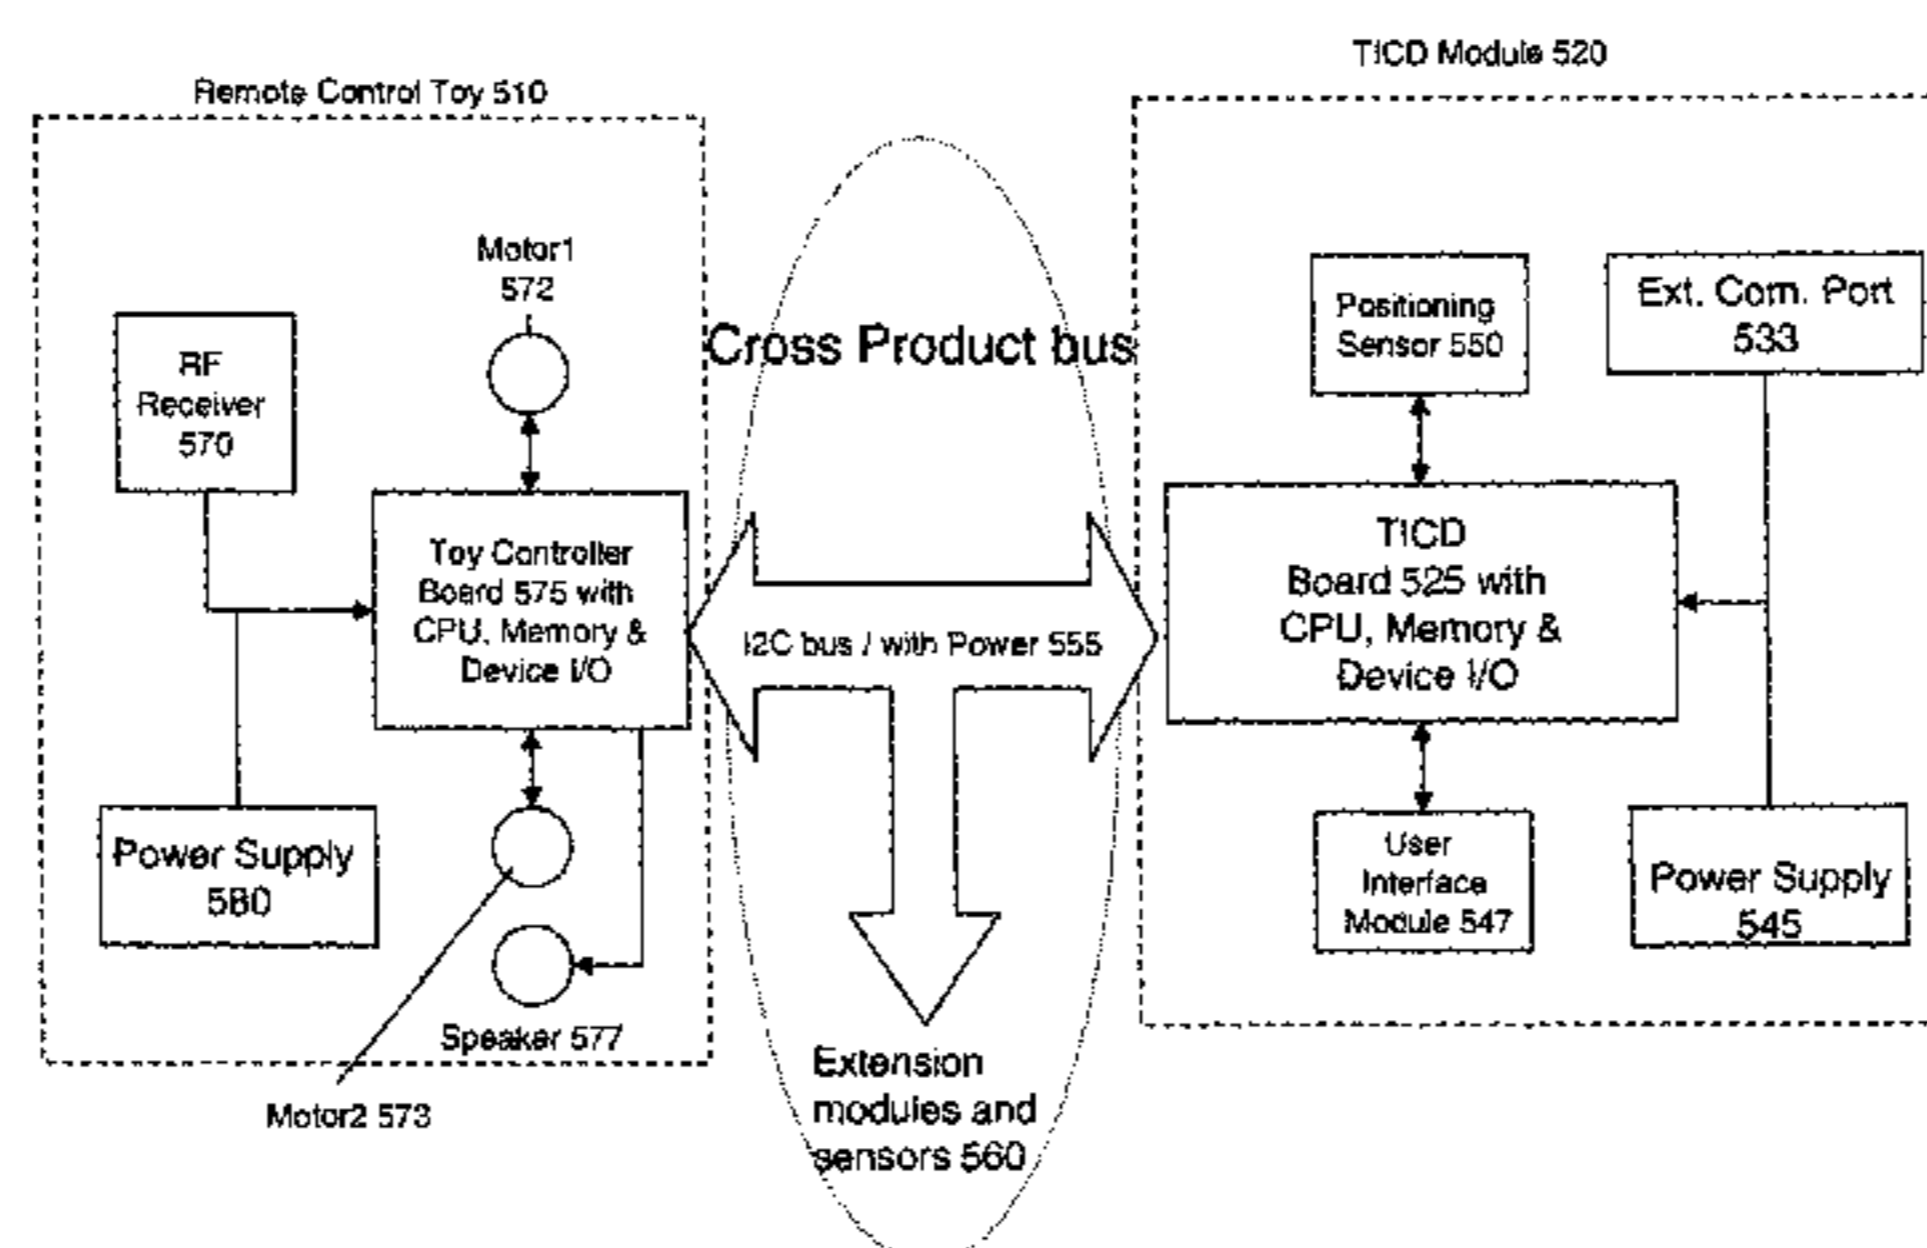 Remote Control Toy 510
TICD Module 520
Motor1
572
RF
Receiver
570
Cross Product bus
Positioning
Sensor 550
Ext. Com. Port
533
Toy Controller
Board 575 with
CPU, Memory &
Device I/O
I2C bus / with Power 555
TICD
Board 525 with
CPU, Memory &
Device I/O
Power Supply
580
User
Interface
Module 547
Power Supply
545
Speaker 577
Motor2 573
Extension
modules and
sensors 560